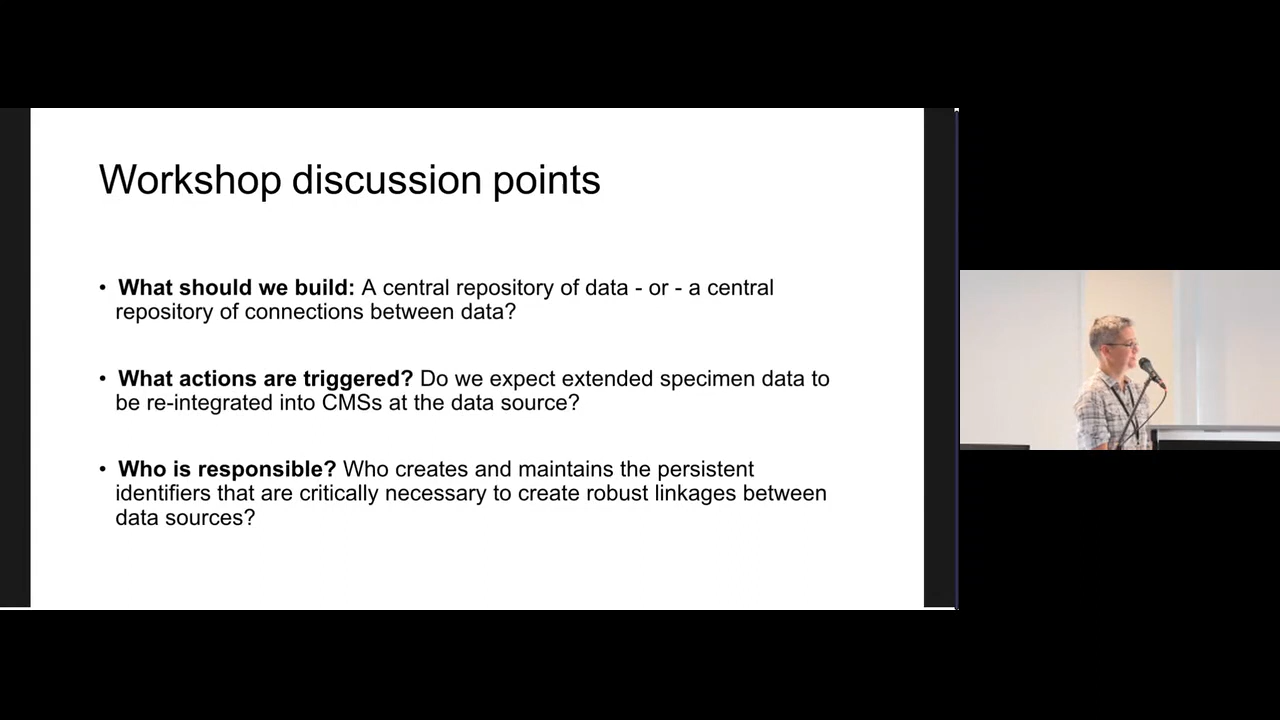 Workshop discussion points
• What should we build: A central repository of data - or - a central
repository of connections between data?
• What actions are triggered? Do we expect extended specimen data to
be re-integrated into CMSs at the data source?
• Who is responsible? Who creates and maintains the persistent
identifiers that are critically necessary to create robust linkages between
data sources?